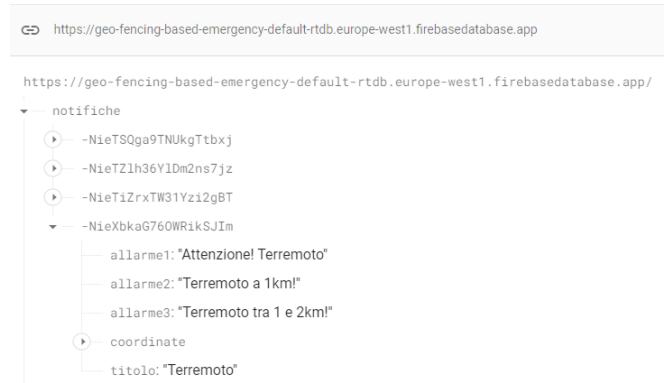 https://geo-fencing-based-emergency-default-rtdb.europe-west1.firebasedatabase.app
https://geo-fencing-based-emergency-default-rtdb.europe-west1.firebasedatabase.app/
notifiche
-NieTSQga9TNUkgTtbxj
-NieTZlh36YlDm2ns7jz
-NieTiZrxTW31Yzi2gBT
-NieXbkaG76OWRikSJIm
allarme1: "Attenzione! Terremoto"
allarme2: "Terremoto a 1km!"
allarme3: "Terremoto tra 1 e 2km!"
coordinate
titolo: "Terremoto"